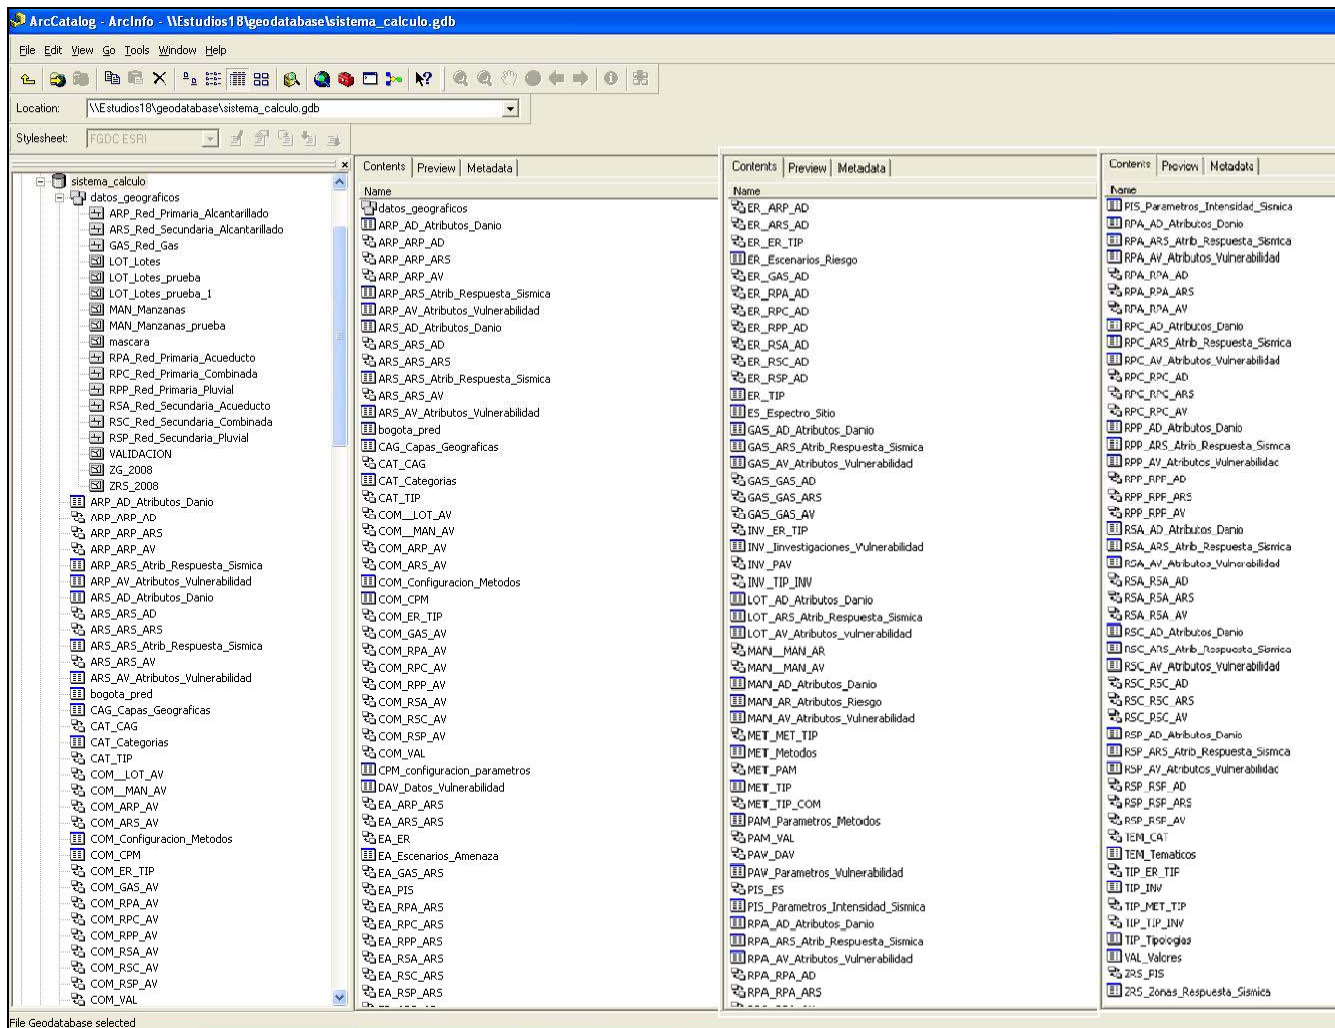 ArcCatalog - ArcInfo - \\Estudios18\geodatabase\sistema_calculo.gdb
File Edit View Go Tools Window Help
Location: \\Estudios18\geodatabase\sistema_calculo.gdb
Stylesheet: FGDC ESRI
sistema_calculo
datos_geograficos
ARP_Red_Primaria_Alcantarillado
ARS_Red_Secundaria_Alcantarillado
GAS_Red_Gas
LOT_Lotes
LOT_Lotes_prueba
LOT_Lotes_prueba_1
MAN_Manzanas
MAN_Manzanas_prueba
mascara
RPA_Red_Primaria_Acueducto
RPC_Red_Primaria_Combinada
RPP_Red_Primaria_Pluvial
RSA_Red_Secundaria_Acueducto
RSC_Red_Secundaria_Combinada
RSP_Red_Secundaria_Pluvial
VALIDACION
ZG_2008
ZRS_2008
ARP_AD_Atributos_Danio
ARP_ARP_AD
ARP_ARP_ARS
ARP_ARP_AV
ARP_ARS_Atrib_Respuesta_Sismica
ARP_AV_Atributos_Vulnerabilidad
ARS_AD_Atributos_Danio
ARS_ARS_AD
ARS_ARS_ARS
ARS_ARS_Atrib_Respuesta_Sismica
ARS_ARS_AV
ARS_AV_Atributos_Vulnerabilidad
bogota_pred
CAG_Capas_Geograficas
CAT_CAG
CAT_Categorias
CAT_TIP
COM__LOT_AV
COM__MAN_AV
COM_ARP_AV
COM_ARS_AV
COM_Configuracion_Metodos
COM_CPM
COM_ER_TIP
COM_GAS_AV
COM_RPA_AV
COM_RPC_AV
COM_RPP_AV
COM_RSA_AV
COM_RSC_AV
COM_RSP_AV
COM_VAL
Contents Preview Metadata
Name
datos_geograficos
ARP_AD_Atributos_Danio
ARP_ARP_AD
ARP_ARP_ARS
ARP_ARP_AV
ARP_ARS_Atrib_Respuesta_Sismica
ARP_AV_Atributos_Vulnerabilidad
ARS_AD_Atributos_Danio
ARS_ARS_AD
ARS_ARS_ARS
ARS_ARS_Atrib_Respuesta_Sismica
ARS_ARS_AV
ARS_AV_Atributos_Vulnerabilidad
bogota_pred
CAG_Capas_Geograficas
CAT_CAG
CAT_Categorias
CAT_TIP
COM__LOT_AV
COM__MAN_AV
COM_ARP_AV
COM_ARS_AV
COM_Configuracion_Metodos
COM_CPM
COM_ER_TIP
COM_GAS_AV
COM_RPA_AV
COM_RPC_AV
COM_RPP_AV
COM_RSA_AV
COM_RSC_AV
COM_RSP_AV
COM_VAL
CPM_configuracion_parametros
DAV_Datos_Vulnerabilidad
EA_ARP_ARS
EA_ARS_ARS
EA_ER
EA_Escenarios_Amenaza
EA_GAS_ARS
EA_PIS
EA_RPA_ARS
EA_RPC_ARS
EA_RPP_ARS
EA_RSA_ARS
EA_RSC_ARS
EA_RSP_ARS
Contents Preview Metadata
Name
ER_ARP_AD
ER_ARS_AD
ER_ER_TIP
ER_Escenarios_Riesgo
ER_GAS_AD
ER_RPA_AD
ER_RPC_AD
ER_RPP_AD
ER_RSA_AD
ER_RSC_AD
ER_RSP_AD
ER_TIP
ES_Espectro_Sitio
GAS_AD_Atributos_Danio
GAS_ARS_Atrib_Respuesta_Sismica
GAS_AV_Atributos_Vulnerabilidad
GAS_GAS_AD
GAS_GAS_ARS
GAS_GAS_AV
INV_ER_TIP
INV_Iinvestigaciones_Vulnerabilidad
INV_PAV
INV_TIP_INV
LOT_AD_Atributos_Danio
LOT_ARS_Atrib_Respuesta_Sismica
LOT_AV_Atributos_vulnerabilidad
MAN__MAN_AR
MAN__MAN_AV
MAN_AD_Atributos_Danio
MAN_AR_Atributos_Riesgo
MAN_AV_Atributos_Vulnerabilidad
MET_MET_TIP
MET_Metodos
MET_PAM
MET_TIP
MET_TIP_COM
PAM_Parametros_Metodos
PAM_VAL
PAV_DAV
PAV_Parametros_Vulnerabilidad
PIS_ES
PIS_Parametros_Intensidad_Sismica
RPA_AD_Atributos_Danio
RPA_ARS_Atrib_Respuesta_Sismica
RPA_AV_Atributos_Vulnerabilidad
RPA_RPA_AD
RPA_RPA_ARS
Contents Preview Metadata
Name
PIS_Parametros_Intensidad_Sismica
RPA_AD_Atributos_Danio
RPA_ARS_Atrib_Respuesta_Sismica
RPA_AV_Atributos_Vulnerabilidad
RPA_RPA_AD
RPA_RPA_ARS
RPA_RPA_AV
RPC_AD_Atributos_Danio
RPC_ARS_Atrib_Respuesta_Sismica
RPC_AV_Atributos_Vulnerabilidad
RPC_RPC_AD
RPC_RPC_ARS
RPC_RPC_AV
RPP_AD_Atributos_Danio
RPP_ARS_Atrib_Respuesta_Sismica
RPP_AV_Atributos_Vulnerabilidad
RPP_RPP_AD
RPP_RPP_ARS
RPP_RPP_AV
RSA_AD_Atributos_Danio
RSA_ARS_Atrib_Respuesta_Sismica
RSA_AV_Atributos_Vulnerabilidad
RSA_RSA_AD
RSA_RSA_ARS
RSA_RSA_AV
RSC_AD_Atributos_Danio
RSC_ARS_Atrib_Respuesta_Sismica
RSC_AV_Atributos_Vulnerabilidad
RSC_RSC_AD
RSC_RSC_ARS
RSC_RSC_AV
RSP_AD_Atributos_Danio
RSP_ARS_Atrib_Respuesta_Sismica
RSP_AV_Atributos_Vulnerabilidad
RSP_RSP_AD
RSP_RSP_ARS
RSP_RSP_AV
TEM_CAT
TEM_Tematicos
TIP_ER_TIP
TIP_INV
TIP_MET_TIP
TIP_TIP_INV
TIP_Tipologias
VAL_Valores
ZRS_PIS
ZRS_Zonas_Respuesta_Sismica
File Geodatabase selected